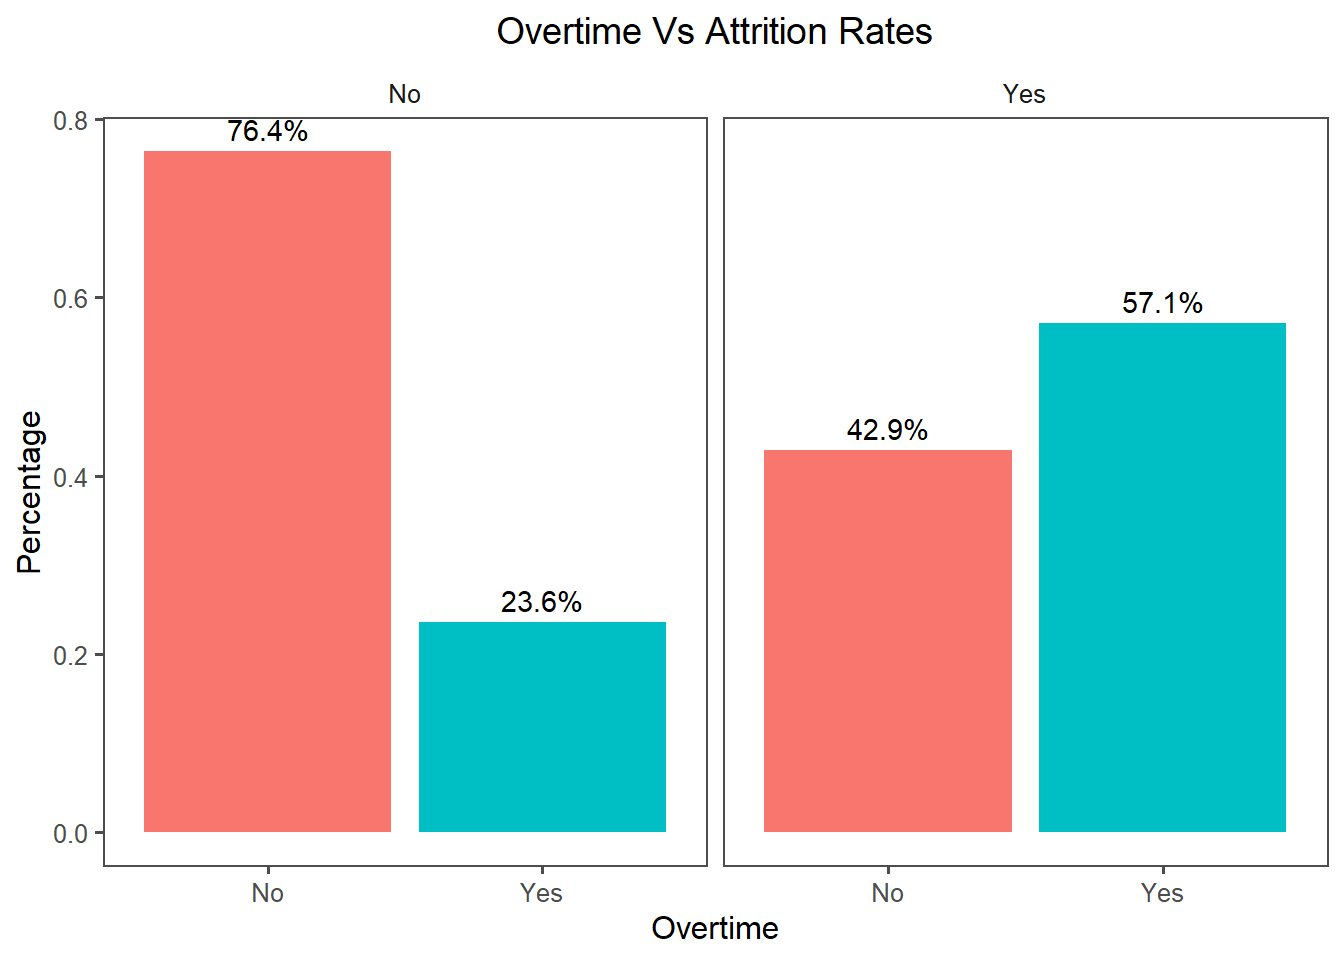 Overtime Vs Attrition Rates
No
Yes
0.8
0.6
0.4
0.2
0.0
Percentage
76.4%
23.6%
42.9%
57.1%
No
Yes
No
Yes
Overtime